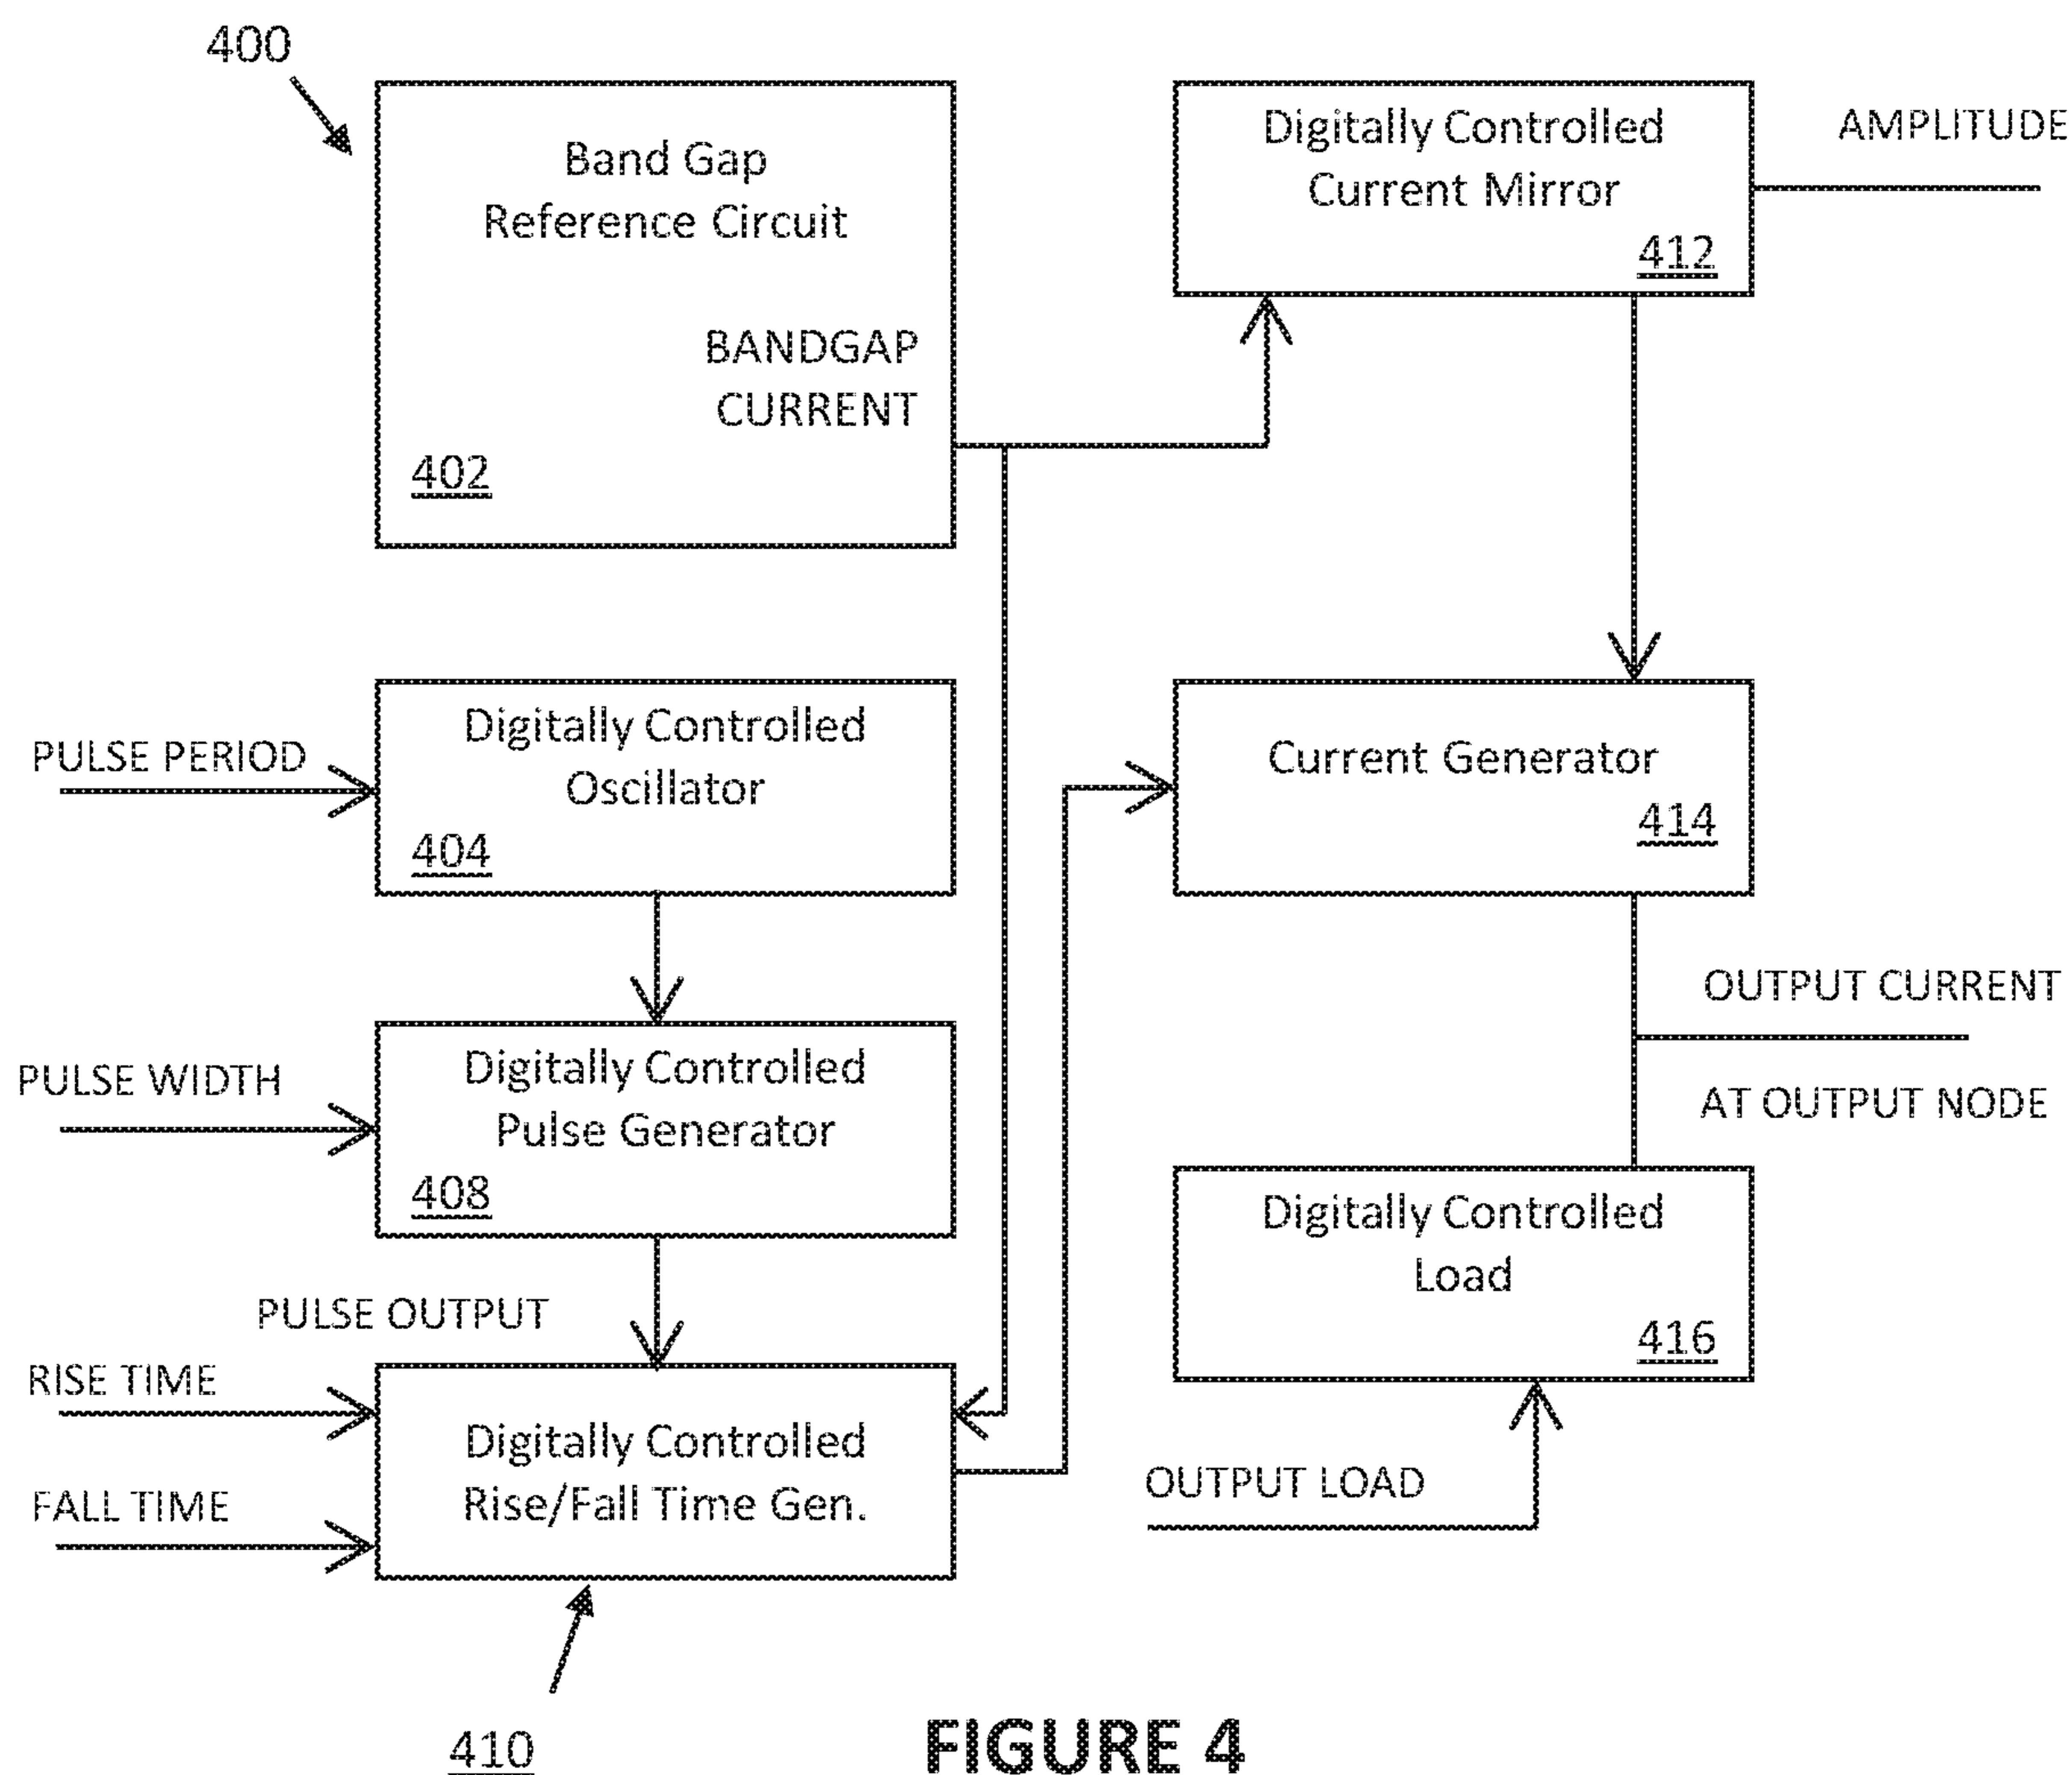 400
Band Gap
Reference Circuit
BANDGAP
CURRENT
402
Digitally Controlled
Current Mirror
412
AMPLITUDE
PULSE PERIOD
Digitally Controlled
Oscillator
404
Current Generator
414
PULSE WIDTH
Digitally Controlled
Pulse Generator
408
OUTPUT CURRENT
AT OUTPUT NODE
PULSE OUTPUT
Digitally Controlled
Load
416
RISE TIME
FALL TIME
Digitally Controlled
Rise/Fall Time Gen.
OUTPUT LOAD
410
FIGURE 4